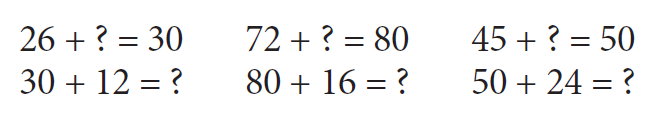 26 + ? = 30 72 + ? = 80 45 + ? = 50
30 + 12 = ? 80 + 16 = ? 50 + 24 = ?